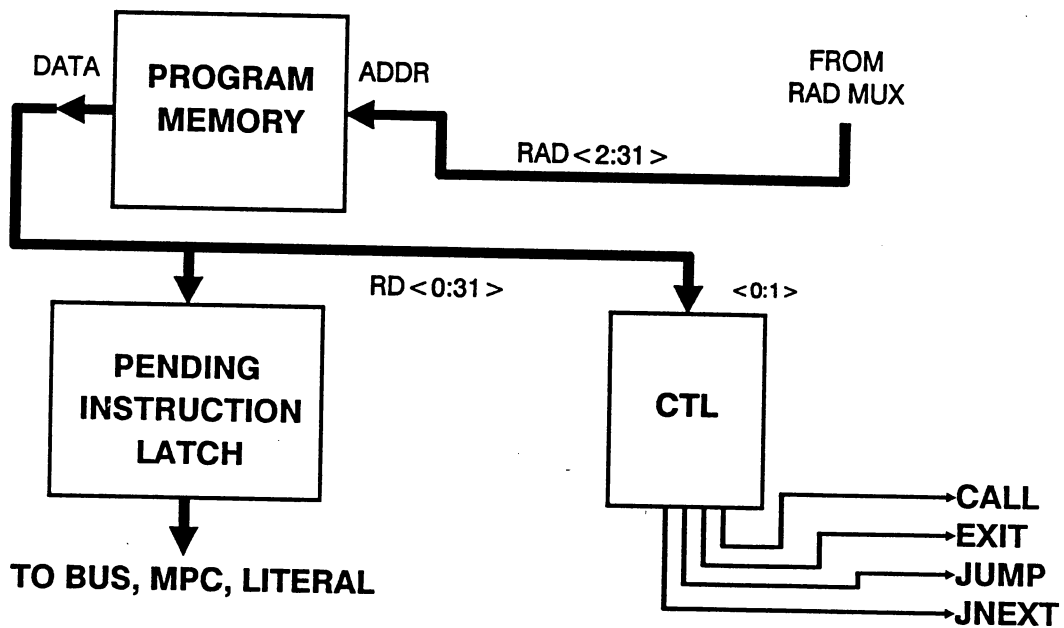 DATA
PROGRAM
MEMORY
ADDR
FROM
RAD MUX
RAD<2:31>
RD<0:31>
<0:1>
PENDING
INSTRUCTION
LATCH
CTL
TO BUS, MPC, LITERAL
CALL
EXIT
JUMP
JNEXT